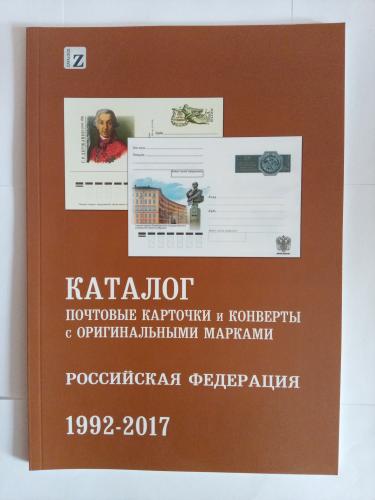 Z
КАТАЛОГ
ПОЧТОВЫЕ КАРТОЧКИ и КОНВЕРТЫ
с ОРИГИНАЛЬНЫМИ МАРКАМИ
РОССИЙСКАЯ ФЕДЕРАЦИЯ
1992-2017